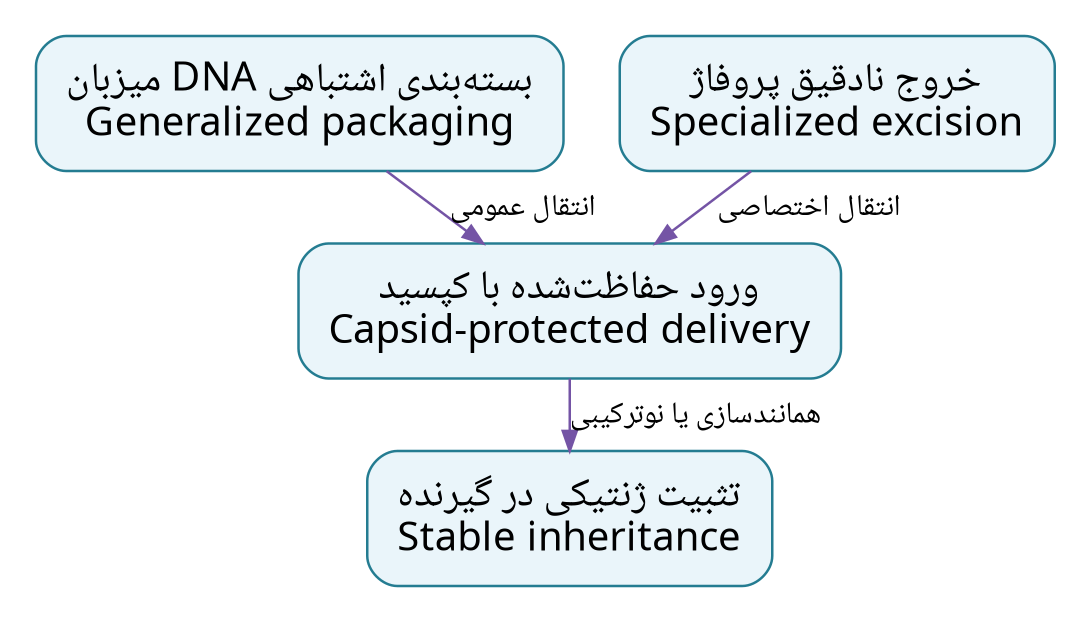 بسته‌بندی اشتباهی DNA میزبان
Generalized packaging
خروج نادقیق پروفاژ
Specialized excision
انتقال عمومی
انتقال اختصاصی
ورود حفاظت‌شده با کپسید
Capsid-protected delivery
همانندسازی یا نوترکیبی
تثبیت ژنتیکی در گیرنده
Stable inheritance